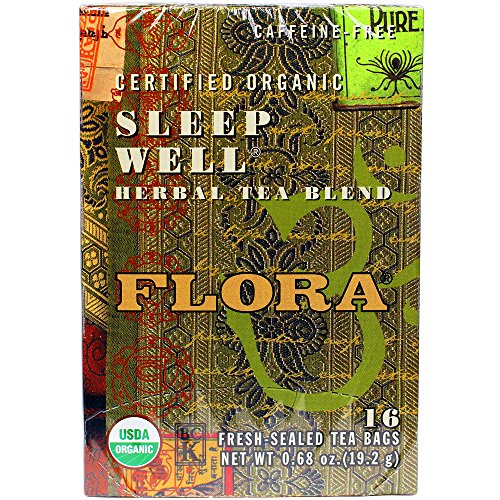 CAFFEINE-FREE
PURE
CERTIFIED ORGANIC
SLEEP
WELL®
HERBAL TEA BLEND
FLORA®
16
FRESH-SEALED TEA BAGS
NET WT 0.68 oz.(19.2 g)
USDA
ORGANIC
BC
K